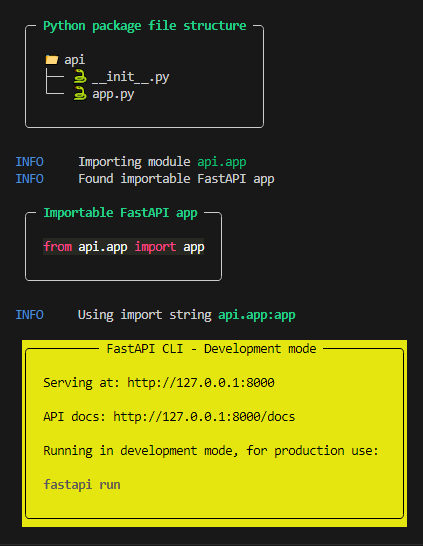 Python package file structure
api
__init__.py
app.py
INFO Importing module api.app
INFO Found importable FastAPI app
Importable FastAPI app
from api.app import app
INFO Using import string api.app:app
FastAPI CLI - Development mode
Serving at: http://127.0.0.1:8000
API docs: http://127.0.0.1:8000/docs
Running in development mode, for production use:
fastapi run